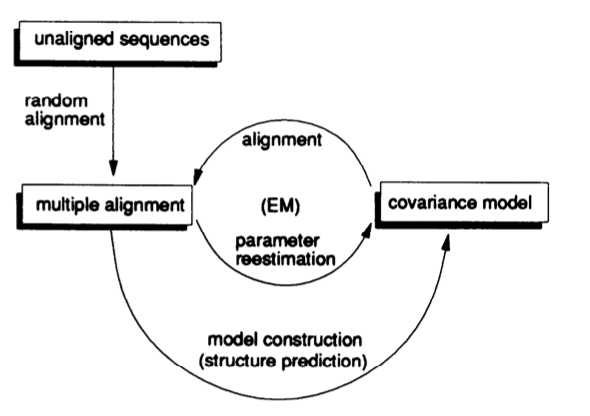 unaligned sequences
random
alignment
alignment
multiple alignment
(EM)
covariance model
parameter
reestimation
model construction
(structure prediction)